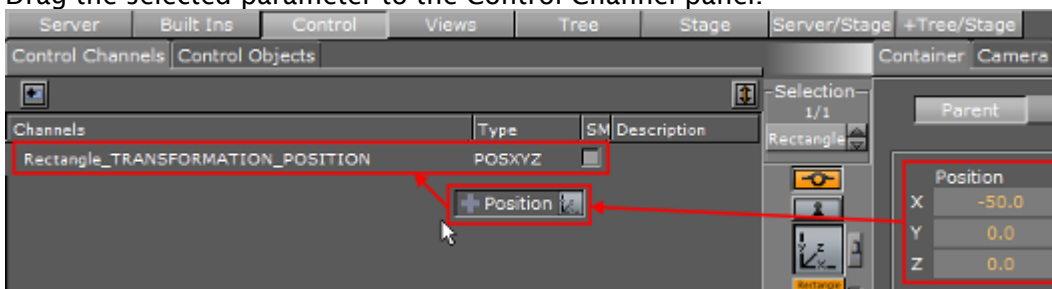 Drag the selected parameter to the Control Channel panel.
Server Built Ins Control Views Tree Stage Server/Stage +Tree/Stage
Control Channels Control Objects
Container Camera
Selection
1/1
Parent
Channels Type SM Description
Rectangle
Rectangle_TRANSFORMATION_POSITION POSXYZ
Position
Position
X -50.0
Y 0.0
Z 0.0
Rectangle